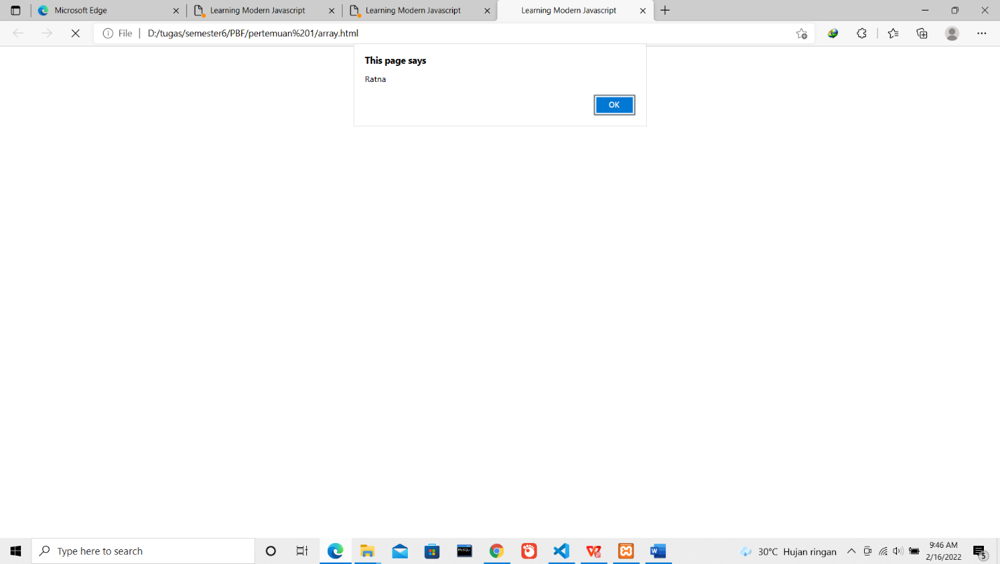 Microsoft Edge
Learning Modern Javascript
Learning Modern Javascript
Learning Modern Javascript
File
D:/tugas/semester6/PBF/pertemuan%201/array.html
This page says
Ratna
OK
Type here to search
MySQL
30°C Hujan ringan
9:46 AM
2/16/2022
5